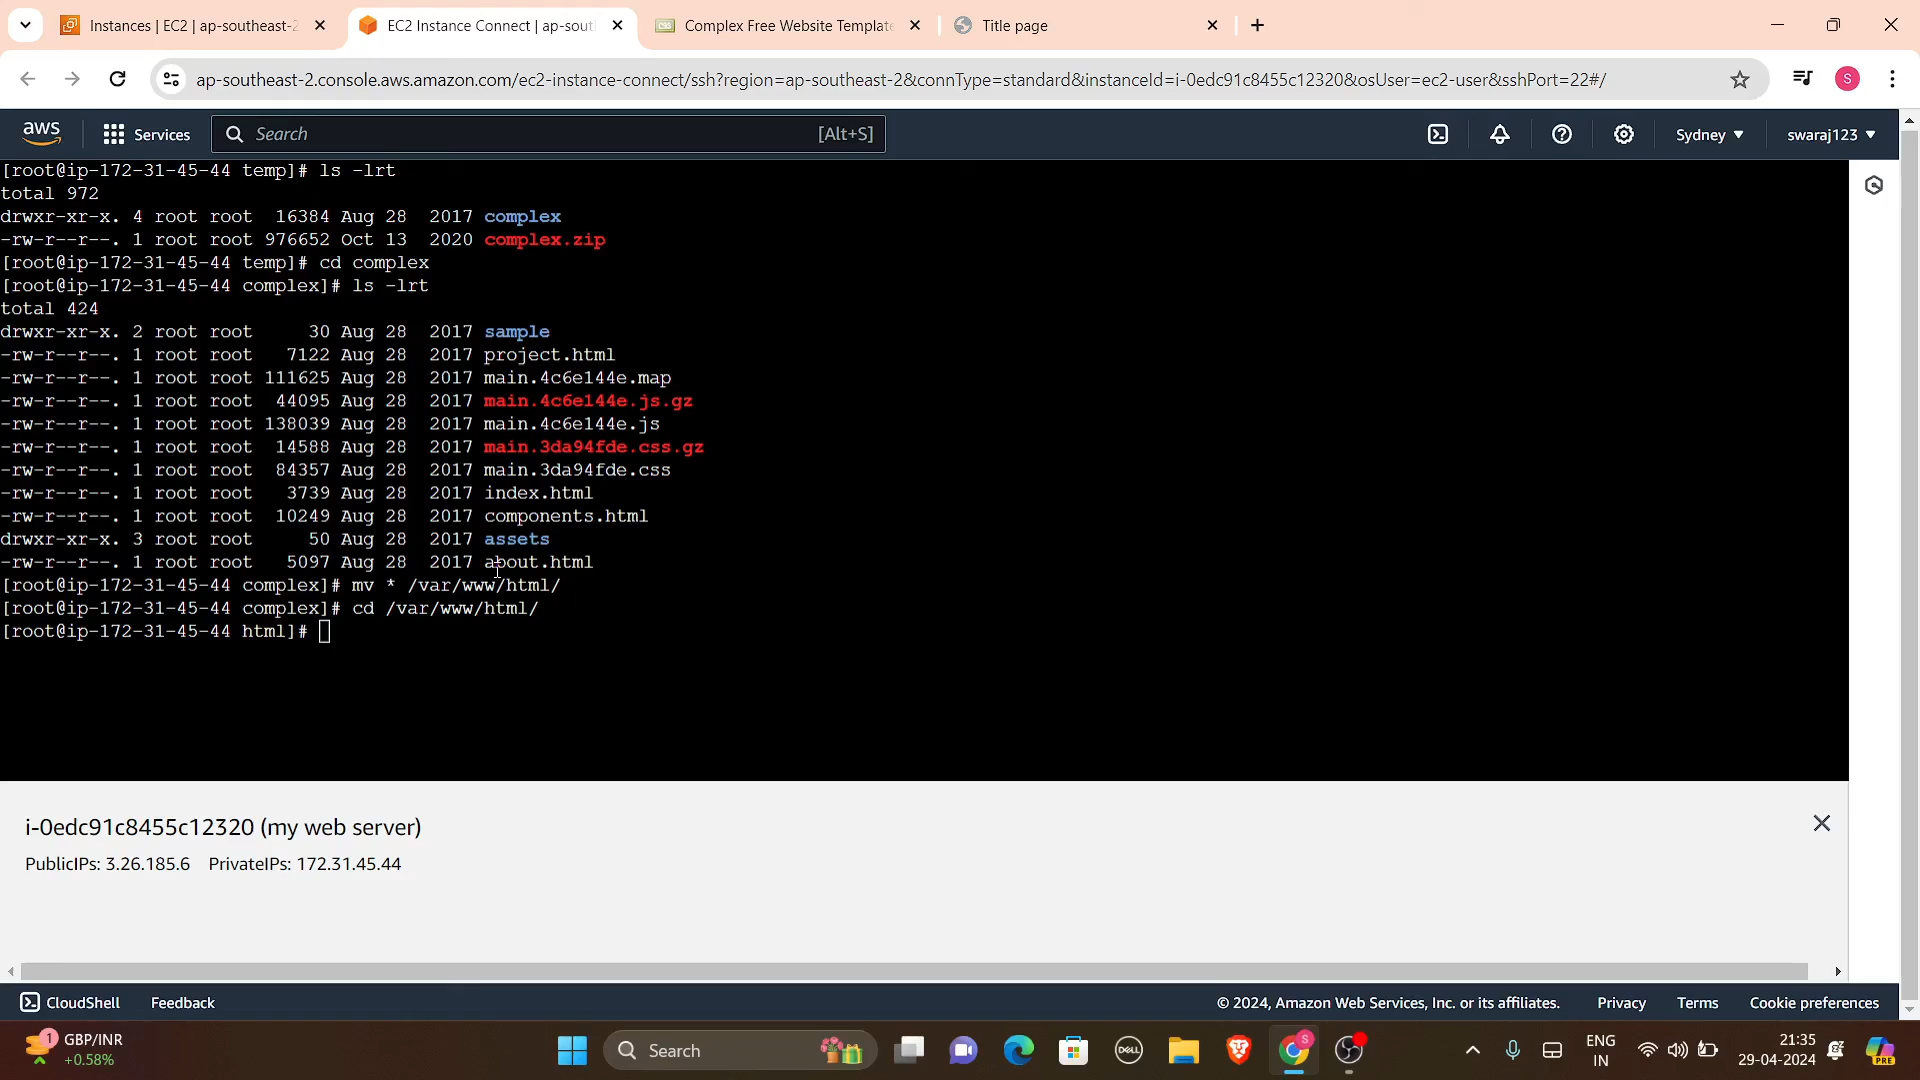 Instances | EC2 | ap-southeast-2
EC2 Instance Connect | ap-sout
Complex Free Website Template
Title page
ap-southeast-2.console.aws.amazon.com/ec2-instance-connect/ssh?region=ap-southeast-2&connType=standard&instanceId=i-0edc91c8455c12320&osUser=ec2-user&sshPort=22#/
S
aws
Services
Search
[Alt+S]
Sydney
swaraj123
[root@ip-172-31-45-44 temp]# ls -lrt
total 972
drwxr-xr-x. 4 root root  16384 Aug 28  2017 complex
-rw-r--r--. 1 root root 976652 Oct 13  2020 complex.zip
[root@ip-172-31-45-44 temp]# cd complex
[root@ip-172-31-45-44 complex]# ls -lrt
total 424
drwxr-xr-x. 2 root root     30 Aug 28  2017 sample
-rw-r--r--. 1 root root   7122 Aug 28  2017 project.html
-rw-r--r--. 1 root root 111625 Aug 28  2017 main.4c6e144e.map
-rw-r--r--. 1 root root  44095 Aug 28  2017 main.4c6e144e.js.gz
-rw-r--r--. 1 root root 138039 Aug 28  2017 main.4c6e144e.js
-rw-r--r--. 1 root root  14588 Aug 28  2017 main.3da94fde.css.gz
-rw-r--r--. 1 root root  84357 Aug 28  2017 main.3da94fde.css
-rw-r--r--. 1 root root   3739 Aug 28  2017 index.html
-rw-r--r--. 1 root root  10249 Aug 28  2017 components.html
drwxr-xr-x. 3 root root     50 Aug 28  2017 assets
-rw-r--r--. 1 root root   5097 Aug 28  2017 about.html
[root@ip-172-31-45-44 complex]# mv * /var/www/html/
[root@ip-172-31-45-44 complex]# cd /var/www/html/
[root@ip-172-31-45-44 html]#
i-0edc91c8455c12320 (my web server)
PublicIPs: 3.26.185.6 PrivateIPs: 172.31.45.44
CloudShell
Feedback
© 2024, Amazon Web Services, Inc. or its affiliates.
Privacy
Terms
Cookie preferences
1
GBP/INR
+0.58%
Search
DELL
S
ENG
IN
21:35
29-04-2024
PRE